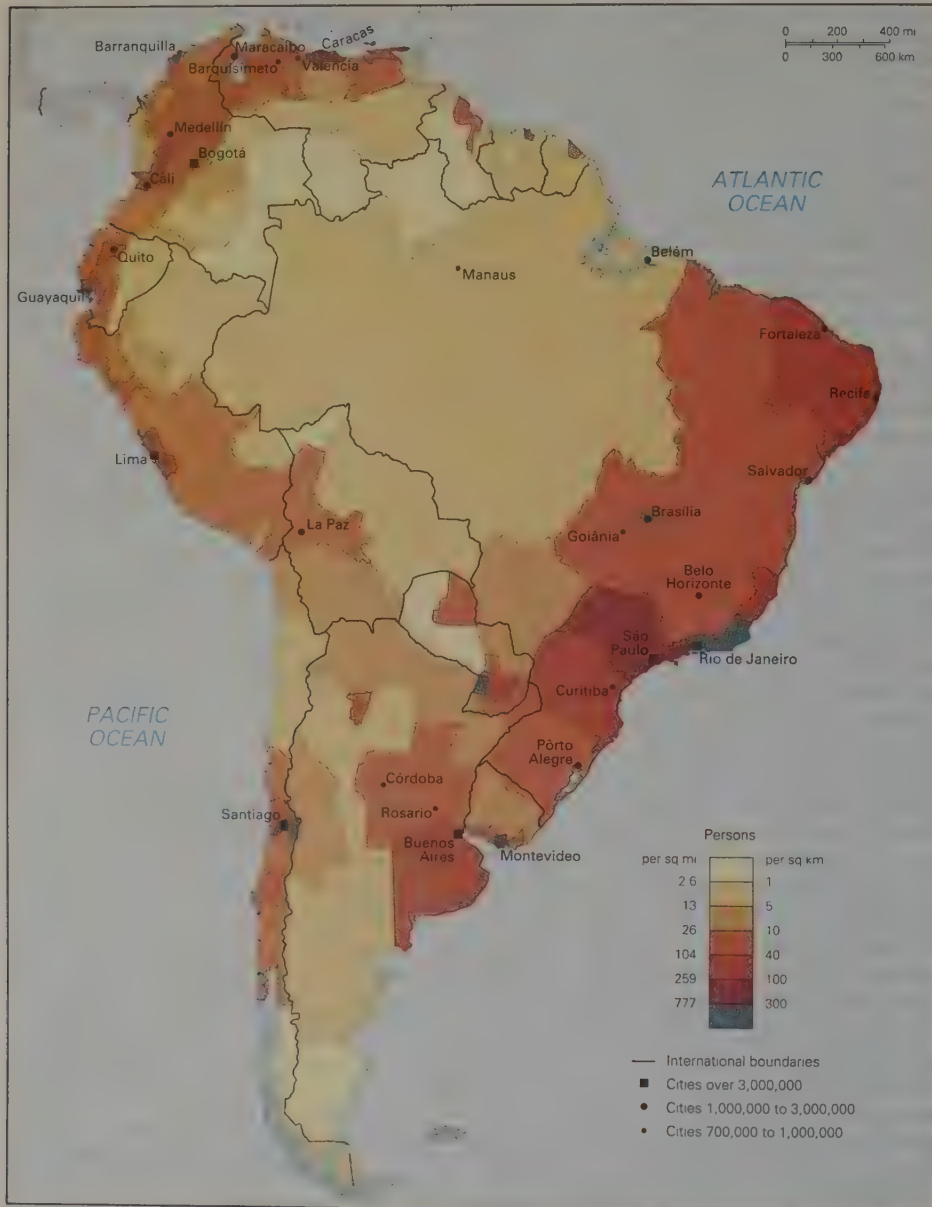 0 200 400 mi
0 300 600 km
Barranquilla
Maracaibo
Caracas
Barquisimeto
Valencia
Medellín
Bogotá
Cali
ATLANTIC
OCEAN
Quito
Belém
Manaus
Guayaquil
Fortaleza
Recife
Lima
Salvador
La Paz
Brasília
Goiânia
Belo
Horizonte
São
Paulo
Rio de Janeiro
Curitiba
PACIFIC
OCEAN
Pôrto
Alegre
Córdoba
Santiago
Rosario
Buenos
Aires
Montevideo
Persons
per sq mi per sq km
2 6 1
13 5
26 10
104 40
259 100
777 300
International boundaries
Cities over 3,000,000
Cities 1,000,000 to 3,000,000
Cities 700,000 to 1,000,000